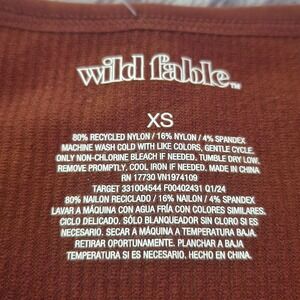 wild fable™
XS
80% RECYCLED NYLON / 16% NYLON / 4% SPANDEX
MACHINE WASH COLD WITH LIKE COLORS, GENTLE CYCLE.
ONLY NON-CHLORINE BLEACH IF NEEDED, TUMBLE DRY LOW.
REMOVE PROMPTLY, COOL IRON IF NEEDED. MADE IN CHINA
RN 17730 VN1974109
TARGET 331004544 F00402431 Q1/24
80% NAILON RECICLADO / 16% NAILON / 4% SPANDEX
LAVAR A MÁQUINA CON AGUA FRÍA CON COLORES SIMILARES.
CICLO DELICADO. SÓLO BLANQUEADOR SIN CLORO SI ES
NECESARIO. SECAR A MÁQUINA A TEMPERATURA BAJA.
RETIRAR OPORTUNAMENTE. PLANCHAR A BAJA
TEMPERATURA SI ES NECESARIO. HECHO EN CHINA.